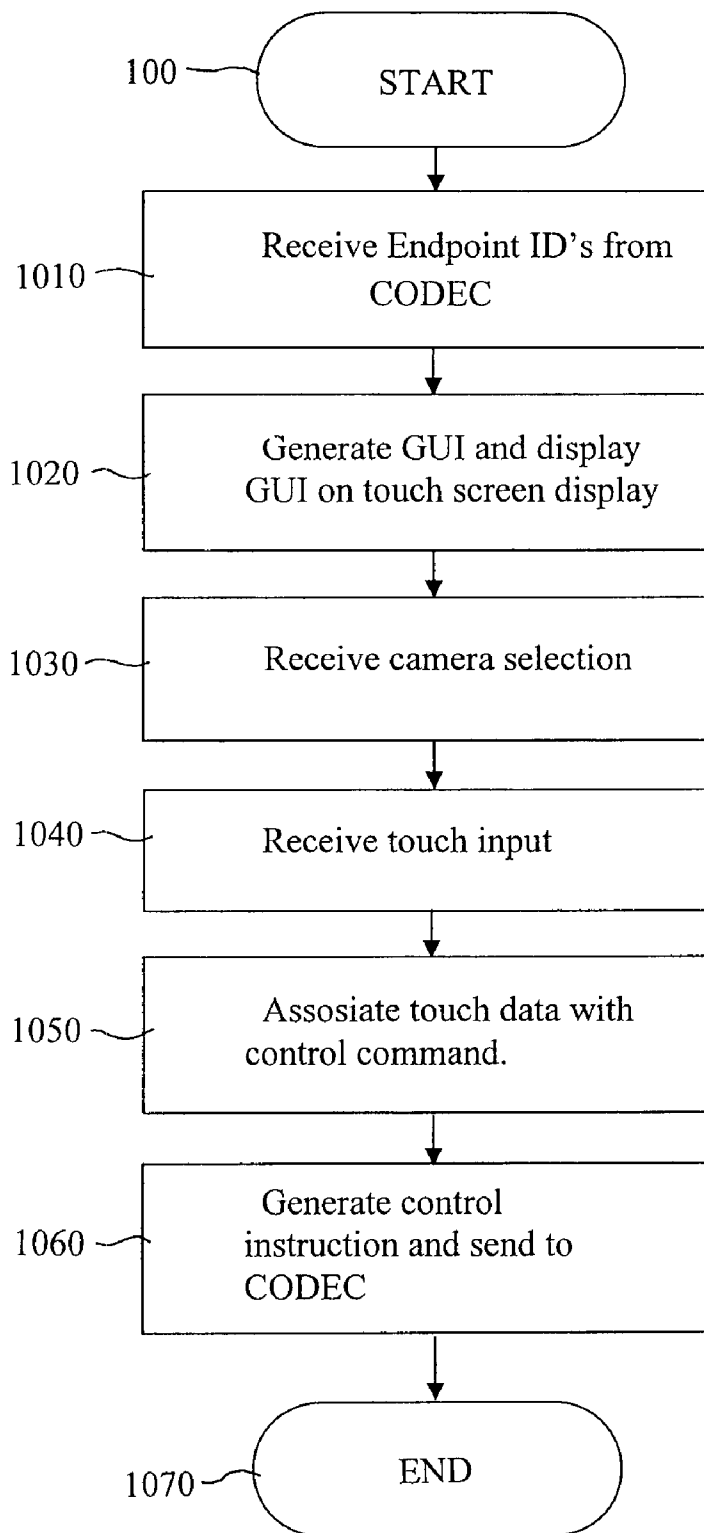 100
START
1010
Receive Endpoint ID's from
CODEC
1020
Generate GUI and display
GUI on touch screen display
1030
Receive camera selection
1040
Receive touch input
1050
Assosiate touch data with
control command.
1060
Generate control
instruction and send to
CODEC
1070
END